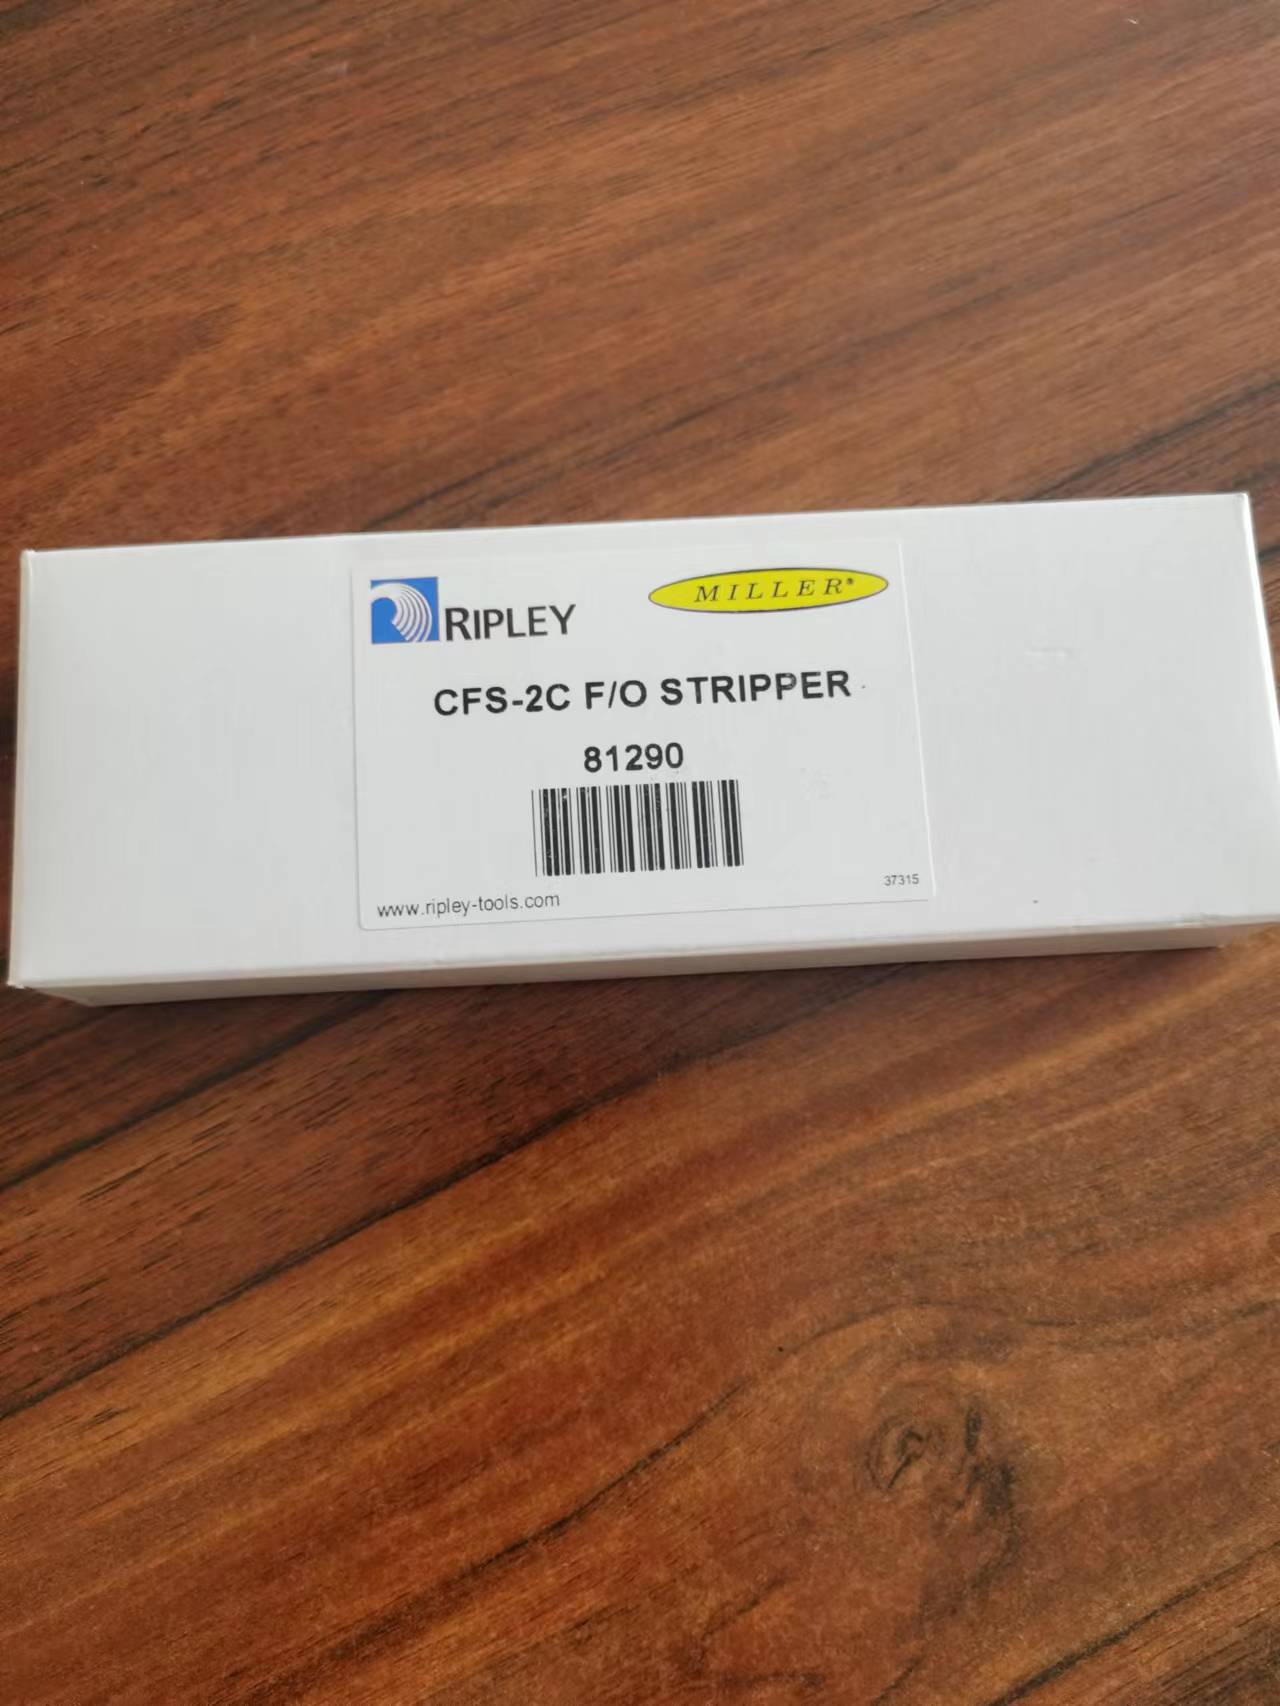 RIPLEY
MILLER®
CFS-2C F/O STRIPPER
81290
37315
www.ripley-tools.com